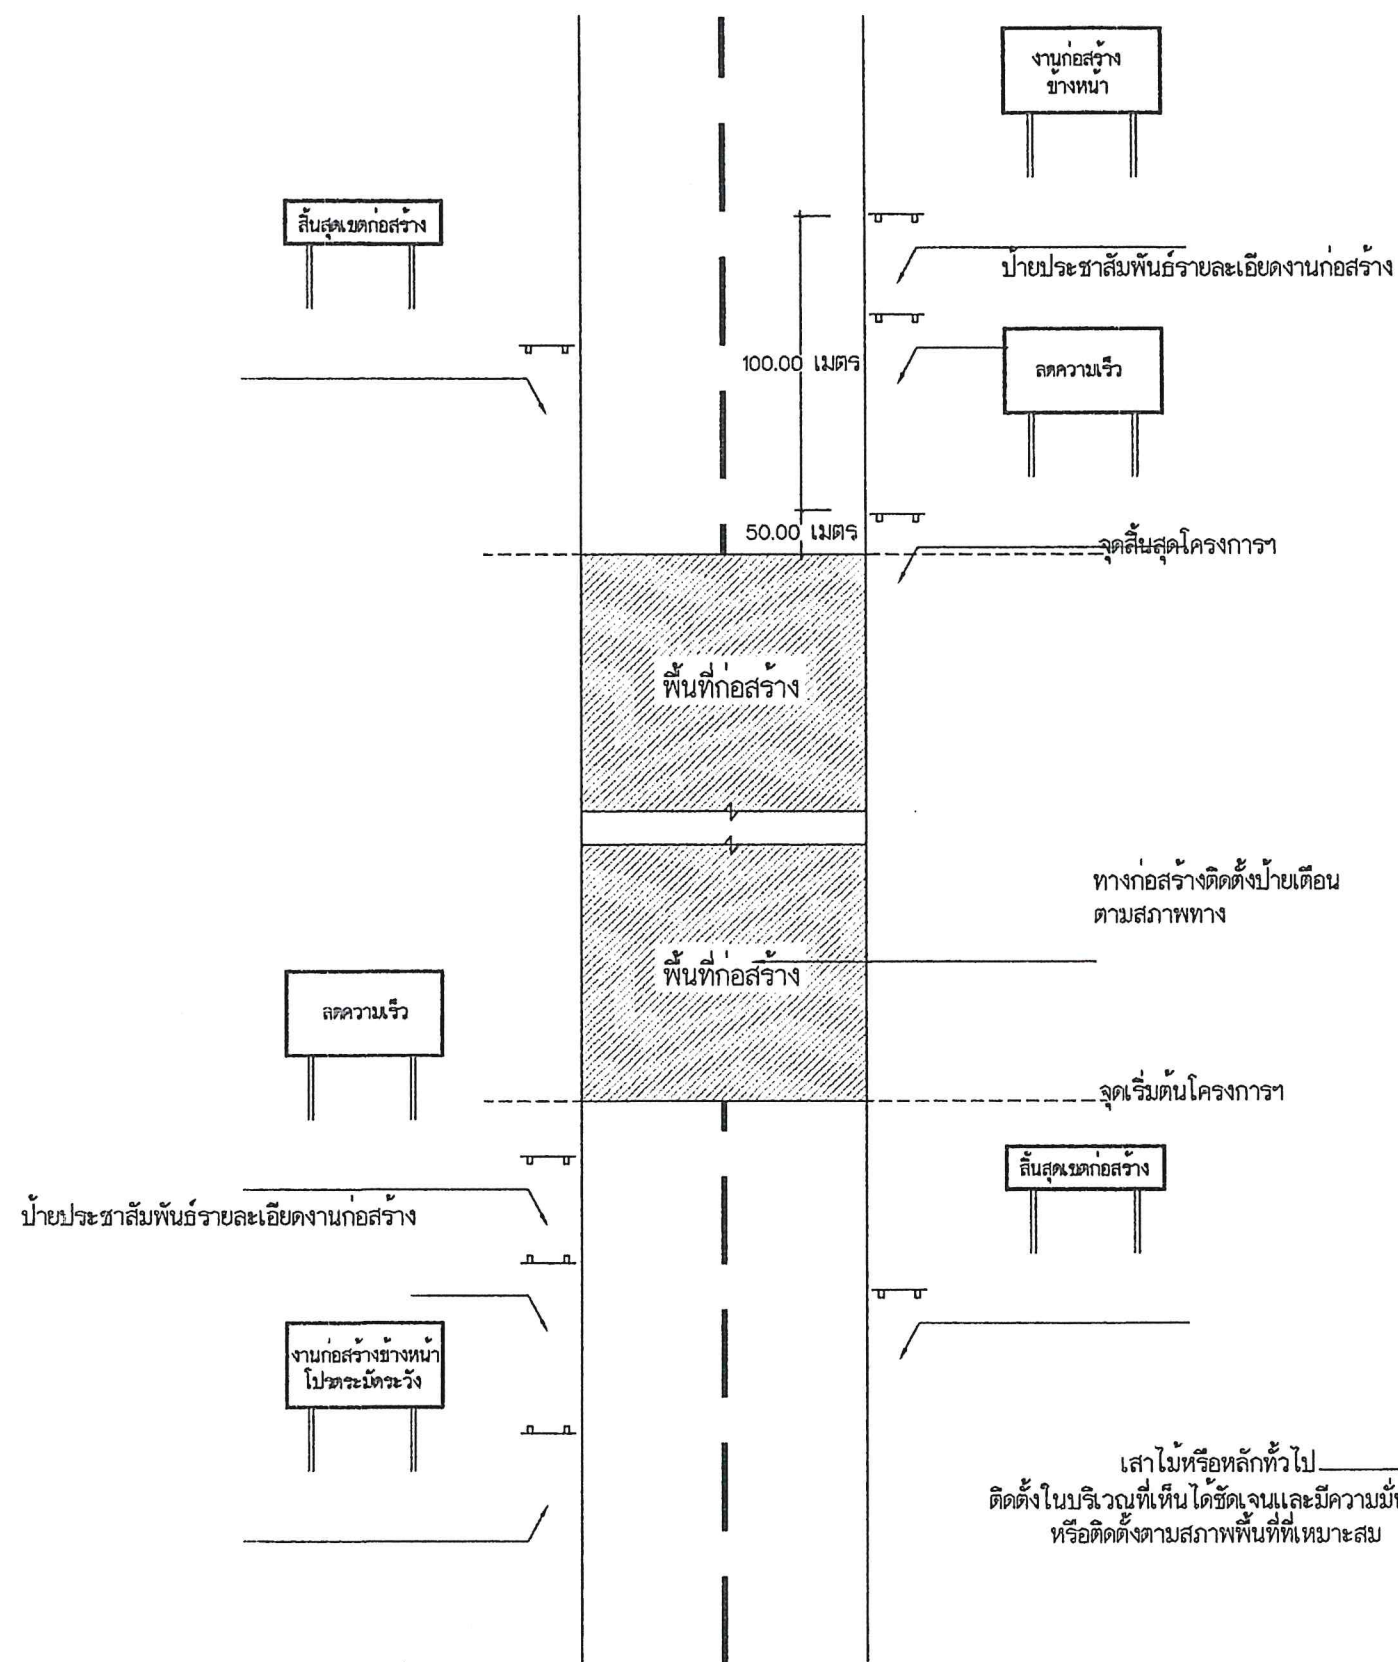 งานก่อสร้าง
ข้างหน้า
สิ้นสุดเขตก่อสร้าง
ป้ายประชาสัมพันธ์รายละเอียดงานก่อสร้าง
100.00 เมตร
ลดความเร็ว
50.00 เมตร
จุดสิ้นสุดโครงการฯ
พื้นที่ก่อสร้าง
ทางก่อสร้างติดตั้งป้ายเตือน
ตามสภาพทาง
พื้นที่ก่อสร้าง
ลดความเร็ว
จุดเริ่มต้นโครงการฯ
สิ้นสุดเขตก่อสร้าง
ป้ายประชาสัมพันธ์รายละเอียดงานก่อสร้าง
งานก่อสร้างข้างหน้า
โปรดระมัดระวัง
เสาไม้หรือหลักทั่วไป
ติดตั้งในบริเวณที่เห็นได้ชัดเจนและมีความ
หรือติดตั้งตามสภาพพื้นที่ที่เหมาะสม